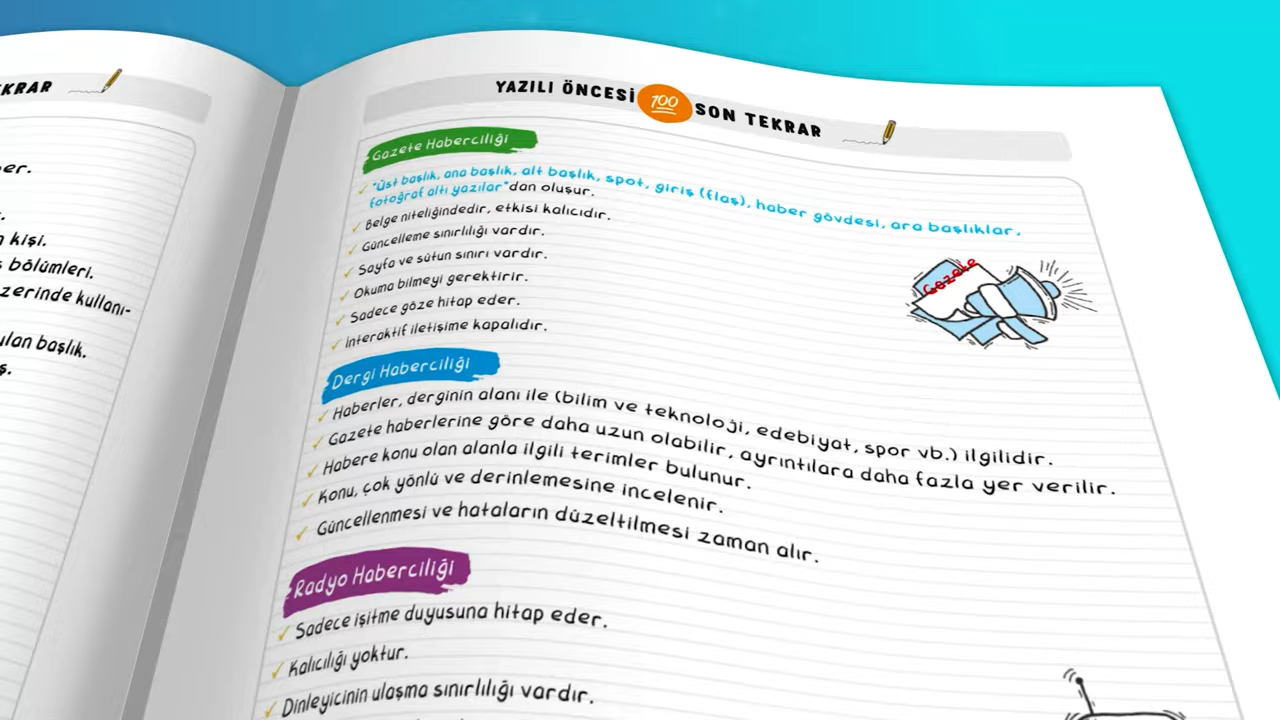 EKRAR
ber.
kişi.
bölümleri.
zerinde kullanı-
ulan başlık.
ş.
YAZILI ÖNCESİ 100 SON TEKRAR
Gazete Haberciliği
"Üst başlık, ana başlık, alt başlık, spot, giriş (flaş), haber gövdesi, ara başlıklar,
fotoğraf altı yazılar"dan oluşur.
Belge niteliğindedir, etkisi kalıcıdır.
Güncelleme sınırlılığı vardır.
Sayfa ve sütun sınırı vardır.
Okuma bilmeyi gerektirir.
Sadece göze hitap eder.
İnteraktif iletişime kapalıdır.
Gazete
Dergi Haberciliği
Haberler, derginin alanı ile (bilim ve teknoloji, edebiyat, spor vb.) ilgilidir.
Gazete haberlerine göre daha uzun olabilir, ayrıntılara daha fazla yer verilir.
Habere konu olan alanla ilgili terimler bulunur.
Konu, çok yönlü ve derinlemesine incelenir.
Güncellenmesi ve hataların düzeltilmesi zaman alır.
Radyo Haberciliği
Sadece işitme duyusuna hitap eder.
Kalıcılığı yoktur.
Dinleyicinin ulaşma sınırlılığı vardır.